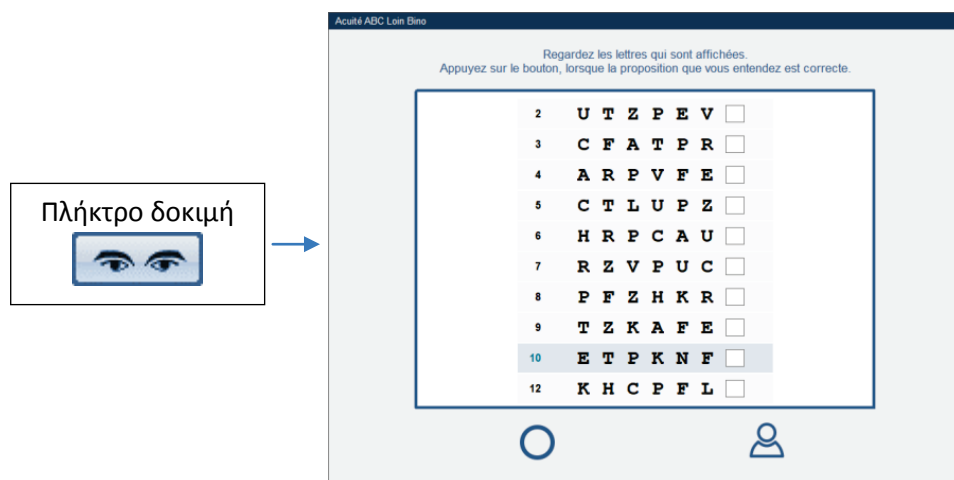 Πλήκτρο δοκιμή
Acuité ABC Loin Bino
Regardez les lettres qui sont affichées.
Appuyez sur le bouton, lorsque la proposition que vous entendez est correcte.
2 U T Z P E V
3 C F A T P R
4 A R P V F E
5 C T L U P Z
6 H R P C A U
7 R Z V P U C
8 P F Z H K R
9 T Z K A F E
10 E T P K N F
12 K H C P F L